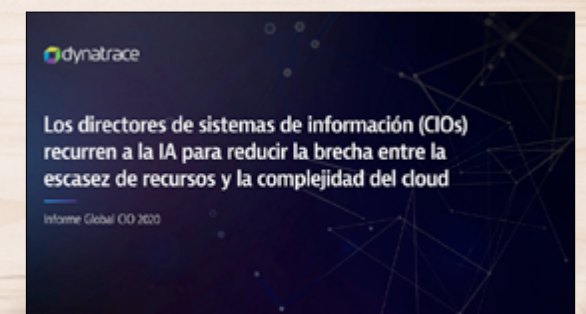 dynatrace
Los directores de sistemas de información (CIOs)
recurren a la IA para reducir la brecha entre la
escasez de recursos y la complejidad del cloud
Informe Global CIO 2020